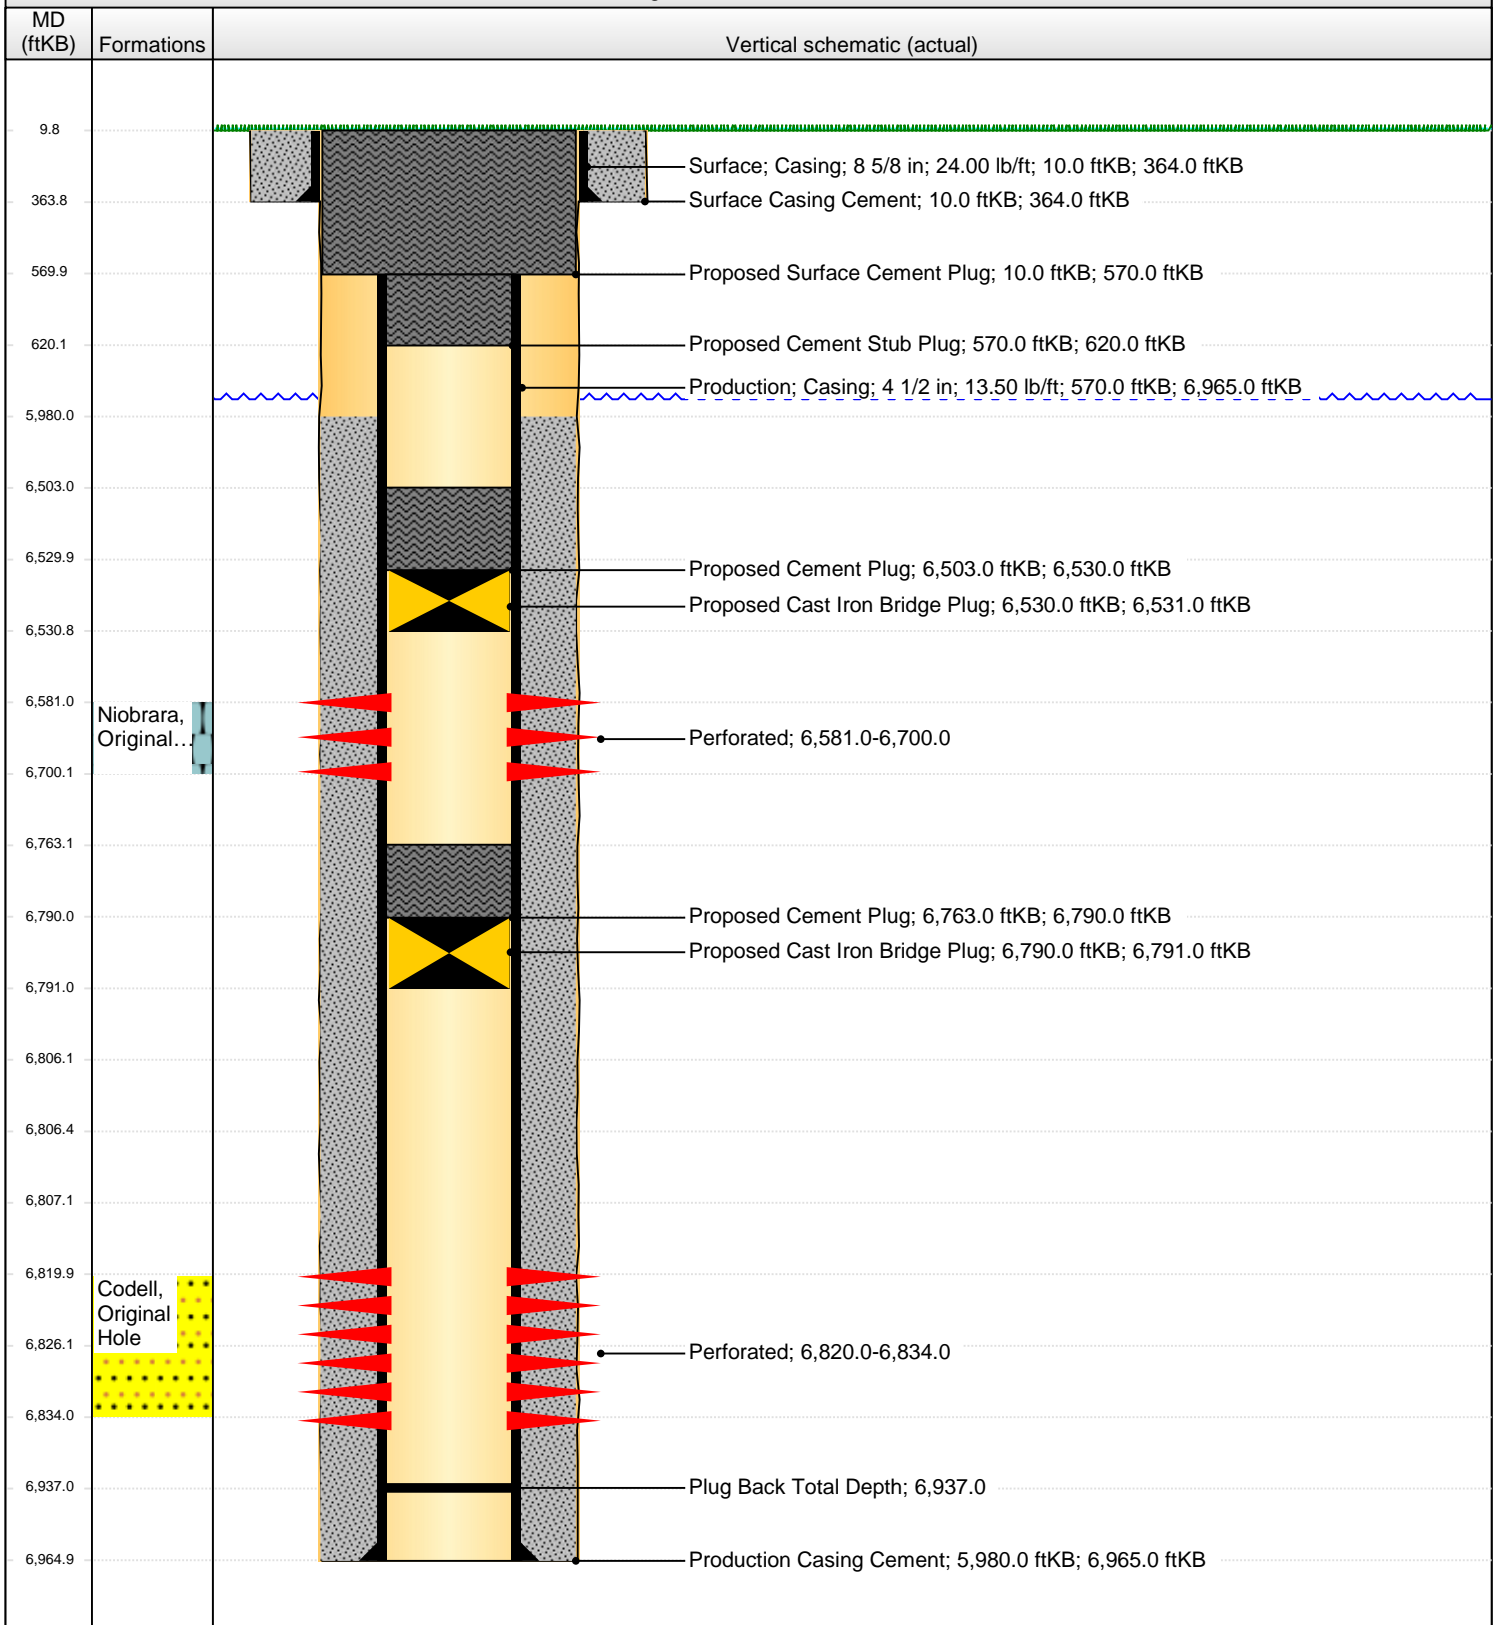 MD
(ftKB)
Formations
Vertical schematic (actual)
9.8
Surface; Casing; 8 5/8 in; 24.00 lb/ft; 10.0 ftKB; 364.0 ftKB
363.8
Surface Casing Cement; 10.0 ftKB; 364.0 ftKB
569.9
Proposed Surface Cement Plug; 10.0 ftKB; 570.0 ftKB
620.1
Proposed Cement Stub Plug; 570.0 ftKB; 620.0 ftKB
Production; Casing; 4 1/2 in; 13.50 lb/ft; 570.0 ftKB; 6,965.0 ftKB
5,980.0
6,503.0
6,529.9
Proposed Cement Plug; 6,503.0 ftKB; 6,530.0 ftKB
Proposed Cast Iron Bridge Plug; 6,530.0 ftKB; 6,531.0 ftKB
6,530.8
6,581.0
Niobrara,
Original...
Perforated; 6,581.0-6,700.0
6,700.1
6,763.1
6,790.0
Proposed Cement Plug; 6,763.0 ftKB; 6,790.0 ftKB
Proposed Cast Iron Bridge Plug; 6,790.0 ftKB; 6,791.0 ftKB
6,791.0
6,806.1
6,806.4
6,807.1
6,819.9
Codell,
Original
Hole
6,826.1
Perforated; 6,820.0-6,834.0
6,834.0
6,937.0
Plug Back Total Depth; 6,937.0
6,964.9
Production Casing Cement; 5,980.0 ftKB; 6,965.0 ftKB